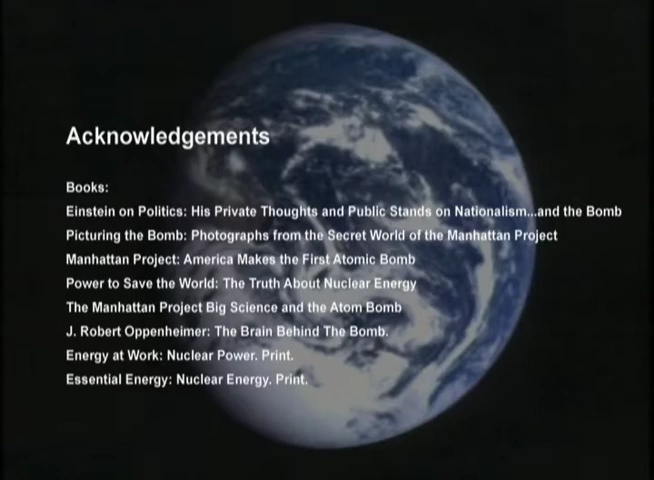 Acknowledgements
Books:
Einstein on Politics: His Private Thoughts and Public Stands on Nationalism...and the Bomb
Picturing the Bomb: Photographs from the Secret World of the Manhattan Project
Manhattan Project: America Makes the First Atomic Bomb
Power to Save the World: The Truth About Nuclear Energy
The Manhattan Project Big Science and the Atom Bomb
J. Robert Oppenheimer: The Brain Behind The Bomb.
Energy at Work: Nuclear Power. Print.
Essential Energy: Nuclear Energy. Print.